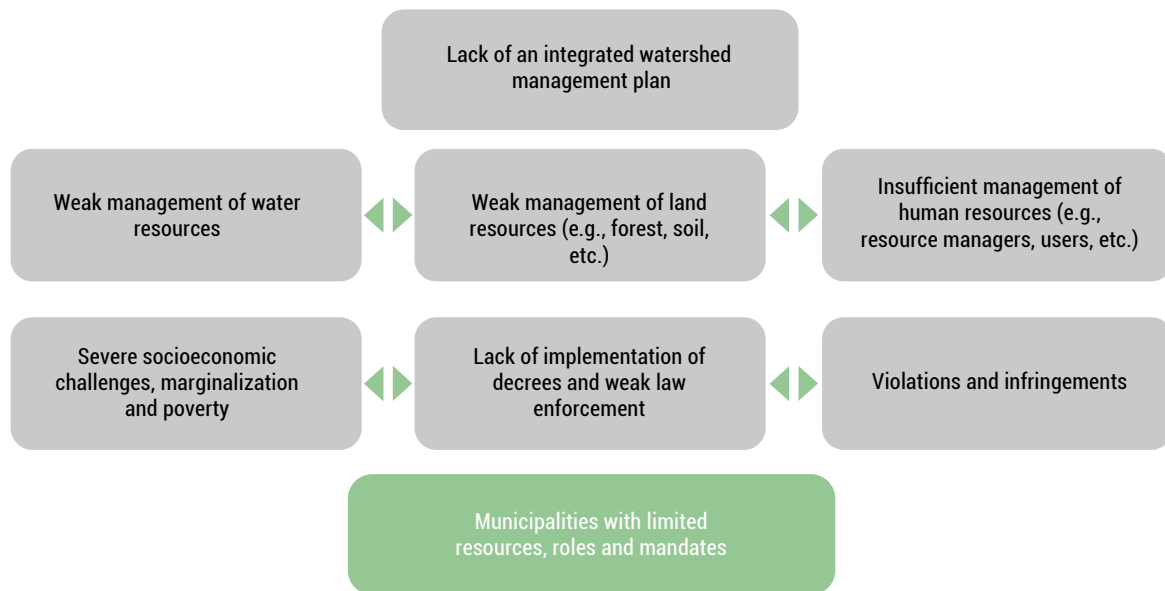 Lack of an integrated watershed
management plan
Weak management of water
resources
Weak management of land
resources (e.g., forest, soil,
etc.)
Insufficient management of
human resources (e.g.,
resource managers, users, etc.)
Severe socioeconomic
challenges, marginalization
and poverty
Lack of implementation of
decrees and weak law
enforcement
Violations and infringements
Municipalities with limited
resources, roles and mandates